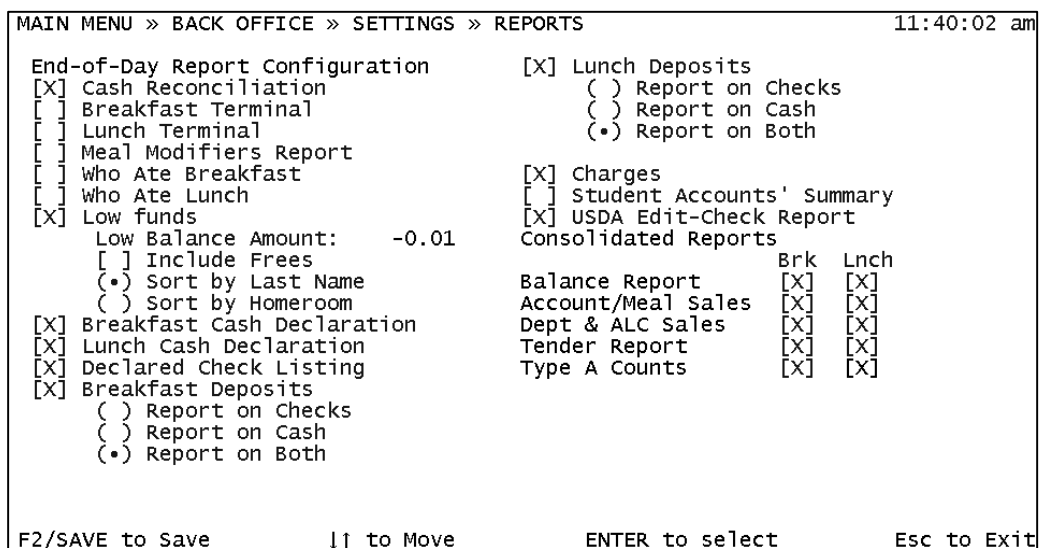 MAIN MENU » BACK OFFICE » SETTINGS » REPORTS 11:40:02 am
End-of-Day Report Configuration
[X] Cash Reconciliation
[ ] Breakfast Terminal
[ ] Lunch Terminal
[ ] Meal Modifiers Report
[ ] Who Ate Breakfast
[ ] Who Ate Lunch
[X] Low funds
Low Balance Amount: -0.01
[ ] Include Frees
(•) Sort by Last Name
( ) Sort by Homeroom
[X] Breakfast Cash Declaration
[X] Lunch Cash Declaration
[X] Declared Check Listing
[X] Breakfast Deposits
( ) Report on Checks
( ) Report on Cash
(•) Report on Both
[X] Lunch Deposits
( ) Report on Checks
( ) Report on Cash
(•) Report on Both
[X] Charges
[ ] Student Accounts' Summary
[X] USDA Edit-Check Report
Consolidated Reports
Brk Lnch
Balance Report [X] [X]
Account/Meal Sales [X] [X]
Dept & ALC Sales [X] [X]
Tender Report [X] [X]
Type A Counts [X] [X]
F2/SAVE to Save ↓↑ to Move ENTER to select Esc to Exit